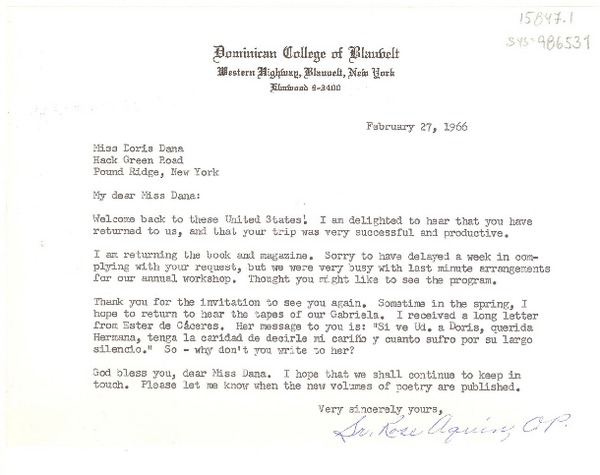 15847.1
sys=986537
Dominican College of Blauvelt
Western Highway, Blauvelt, New York
Elmwood 9-3400
February 27, 1966
Miss Doris Dana
Hack Green Road
Pound Ridge, New York
My dear Miss Dana:
Welcome back to these United States! I am delighted to hear that you have
returned to us, and that your trip was very successful and productive.
I am returning the book and magazine. Sorry to have delayed a week in com-
plying with your request, but we were very busy with last minute arrangements
for our annual workshop. Thought you might like to see the program.
Thank you for the invitation to see you again. Sometime in the spring, I
hope to return to hear the tapes of our Gabriela. I received a long letter
from Ester de Cáceres. Her message to you is: "Si ve Ud. a Doris, querida
Hermana, tenga la caridad de decirle mi cariño y cuanto sufro por su largo
silencio." So - why don't you write to her?
God bless you, dear Miss Dana. I hope that we shall continue to keep in
touch. Please let me know when the new volumes of poetry are published.
Very sincerely yours,
Sr. Rose Aquin, O.P.